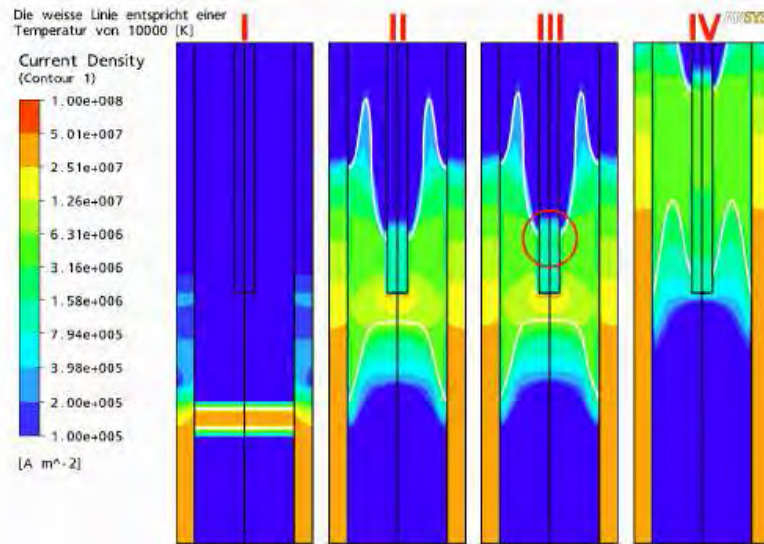 Die weisse Linie entspricht einer
Temperatur von 10000 [K]
I
II
III
IV
ANSYS
Current Density
(Contour 1)
1.00e+008
5.01e+007
2.51e+007
1.26e+007
6.31e+006
3.16e+006
1.58e+006
7.94e+005
3.98e+005
2.00e+005
1.00e+005
[A m^-2]